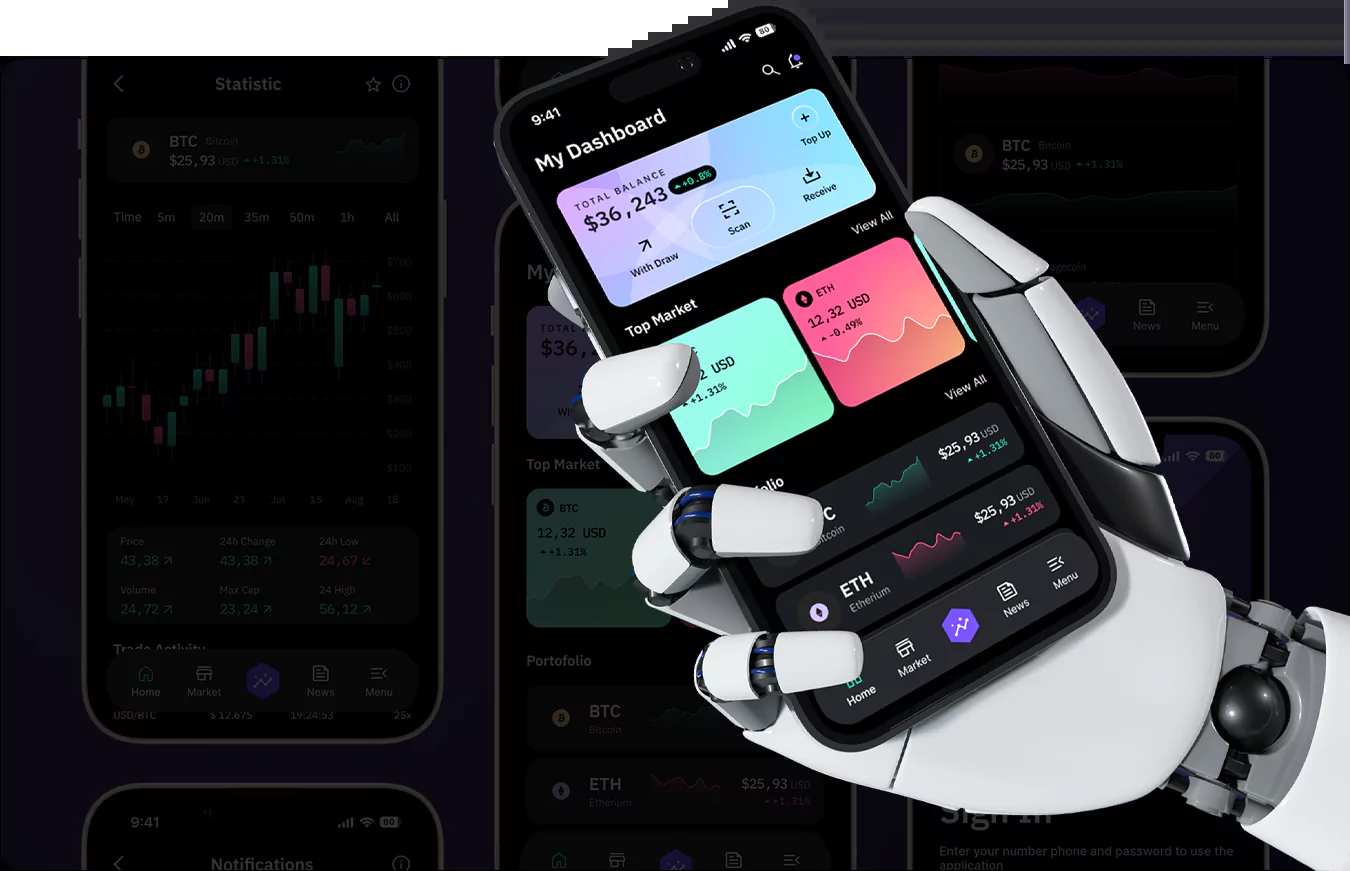 Statistic
BTC Bitcoin
$25,93 USD +1.31%
Time 5m 20m 35m 50m 1h All
$700
$600
$500
$400
$300
$200
$100
May 17 Jun 21 Jul 15 Aug 18
Price 24h Change 24h Low
43,38 43,38 24,67
Volume Max Cap 24 High
24,72 23,24 56,12
Trade Activity
Home Market News Menu
USD/BTC $12.675 19:24:53 25x
9:41 80
Notifications
My
TOTAL
$36,2
Wi
Top Market
BTC
12,32 USD
+1.31%
Portofolio
BTC
Bitcoin
ETH $25,93 USD
Etherium +1.31%
9:41 80
My Dashboard
TOTAL BALANCE
$36,243 +0.8%
Top Up
With Draw Scan Receive
Top Market View All
C
2 USD
+1.31%
ETH
12,32 USD
-0.49%
folio View All
C $25,93 USD
itcoin +1.31%
ETH $25,93 USD
Etherium +1.31%
Home Market News Menu
BTC Bitcoin
$25,93 USD +1.31%
ogecoin
News Menu
80
Sign In
Enter your number phone and password to use the
application